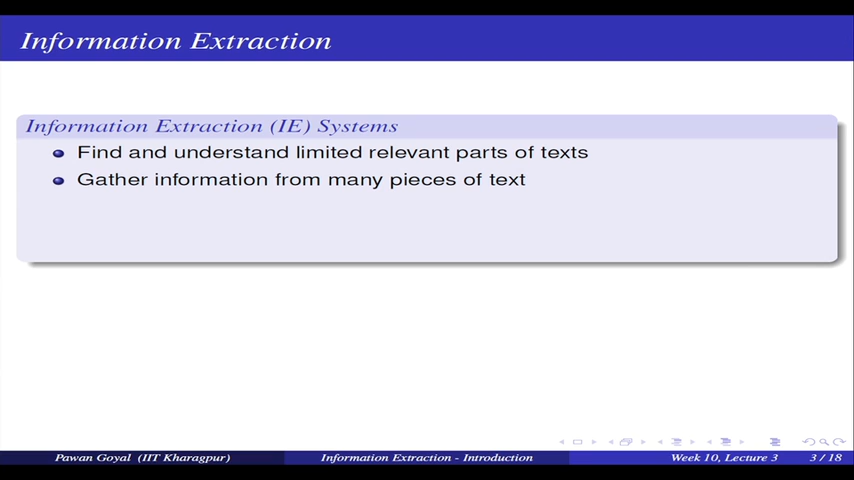 Information Extraction
Information Extraction (IE) Systems
Find and understand limited relevant parts of texts
Gather information from many pieces of text
Pawan Goyal (IIT Kharagpur)
Information Extraction - Introduction
Week 10, Lecture 3
3 / 18